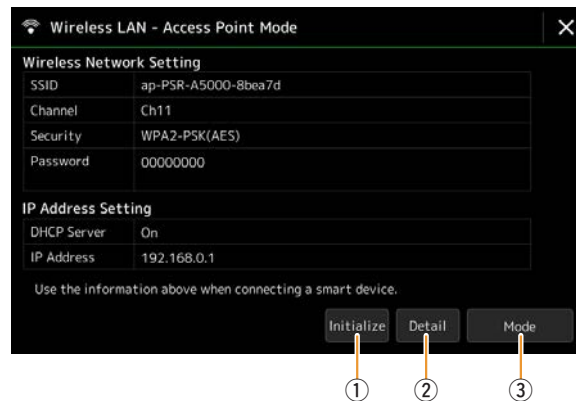 Wireless LAN - Access Point Mode
Wireless Network Setting
SSID ap-PSR-A5000-8bea7d
Channel Ch11
Security WPA2-PSK(AES)
Password 00000000
IP Address Setting
DHCP Server On
IP Address 192.168.0.1
Use the information above when connecting a smart device.
Initialize Detail Mode
① ② ③